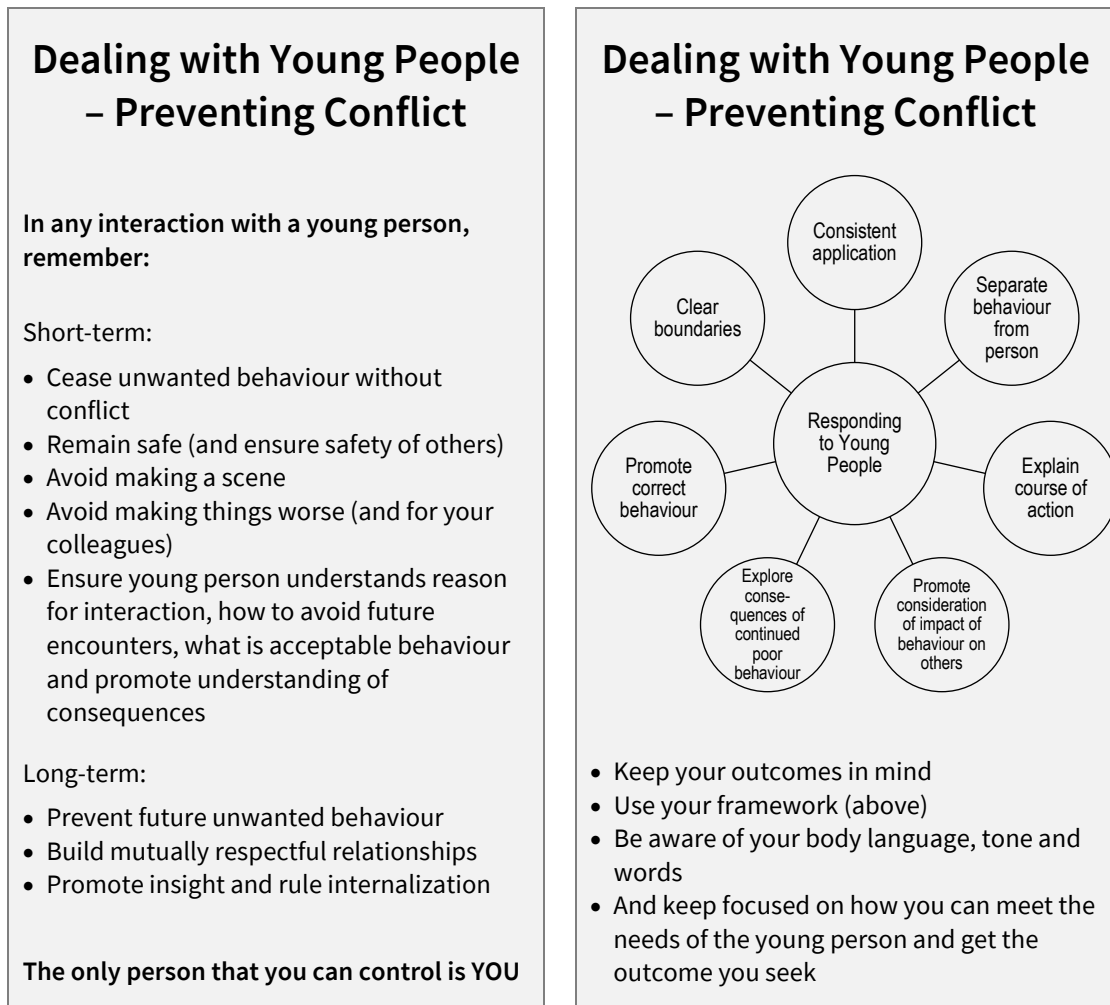 Dealing with Young People
– Preventing Conflict
In any interaction with a young person,
remember:
Short-term:
• Cease unwanted behaviour without
conflict
• Remain safe (and ensure safety of others)
• Avoid making a scene
• Avoid making things worse (and for your
colleagues)
• Ensure young person understands reason
for interaction, how to avoid future
encounters, what is acceptable behaviour
and promote understanding of
consequences
Long-term:
• Prevent future unwanted behaviour
• Build mutually respectful relationships
• Promote insight and rule internalization
The only person that you can control is YOU
Dealing with Young People
– Preventing Conflict
Consistent
application
Separate
behaviour
from
person
Explain
course of
action
Promote
consideration
of impact of
behaviour on
others
Explore
conse-
quences of
continued
poor
behaviour
Promote
correct
behaviour
Clear
boundaries
Responding
to Young
People
• Keep your outcomes in mind
• Use your framework (above)
• Be aware of your body language, tone and
words
• And keep focused on how you can meet the
needs of the young person and get the
outcome you seek